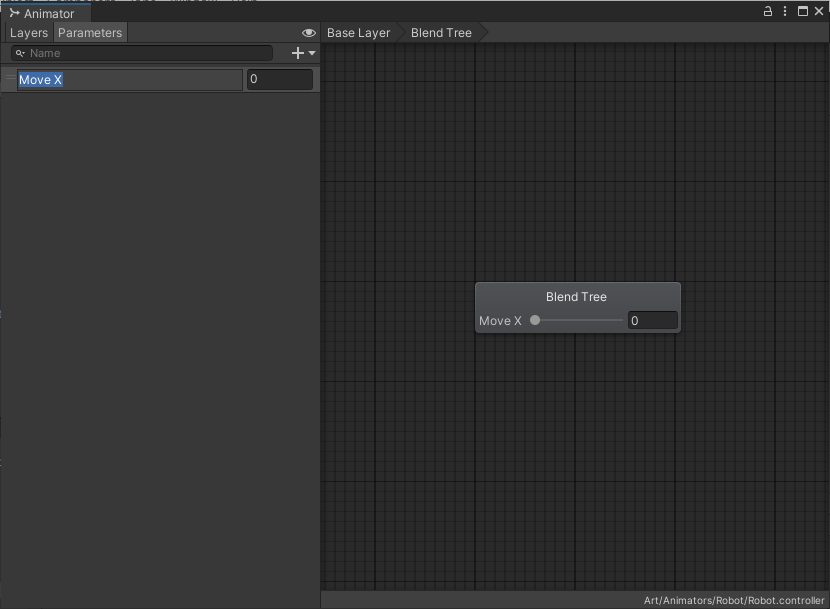 Animator
Layers Parameters
Base Layer Blend Tree
Name
Move X 0
Blend Tree
Move X 0
Art/Animators/Robot/Robot.controller